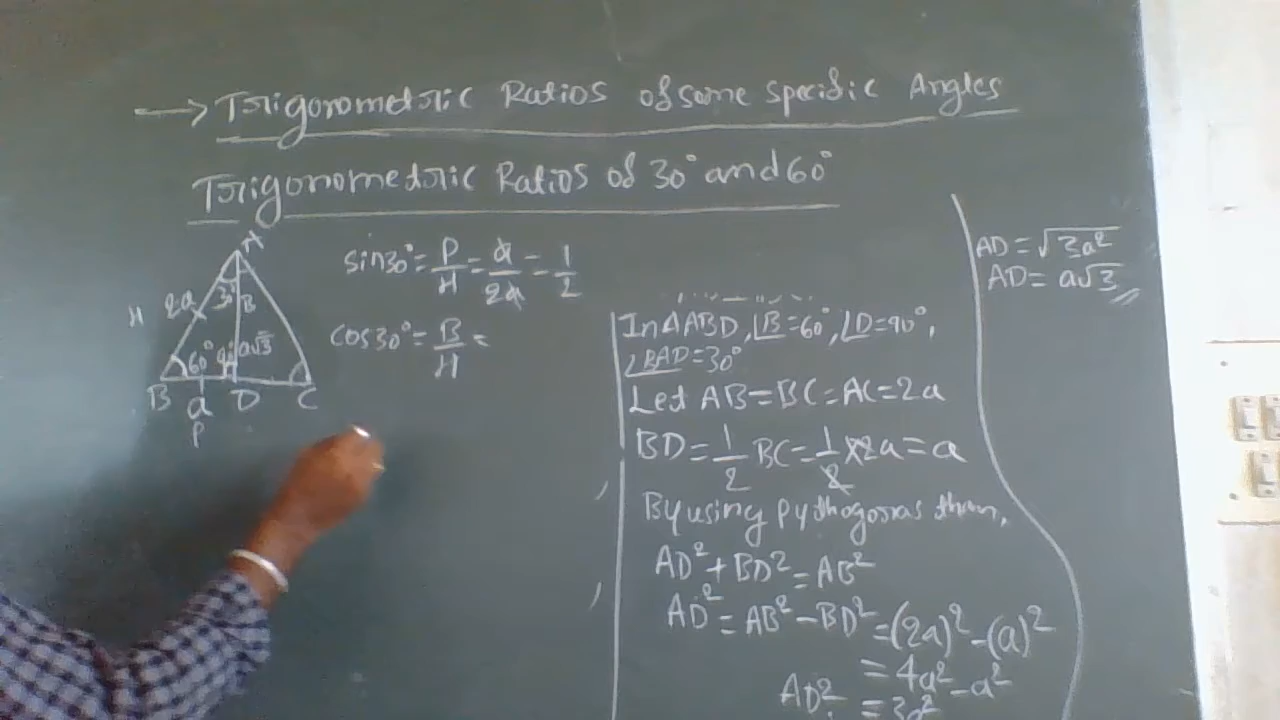 → Trigonometric Ratios of some specific Angles
Trigonometric Ratios of 30° and 60°
A
H 2a 30° B
60° 90° a√3
B a D C
P
sin30° = P/H = a/2a = 1/2
cos30° = B/H =
In ΔABD, ∠B=60°, ∠D=90°,
∠BAD=30°
Let AB=BC=AC=2a
BD = 1/2 BC = 1/2 × 2a = a
By using pythogoras thm,
AD² + BD² = AB²
AD² = AB² - BD² = (2a)² - (a)²
= 4a² - a²
AD² = 3a²
AD = √3a²
AD = a√3